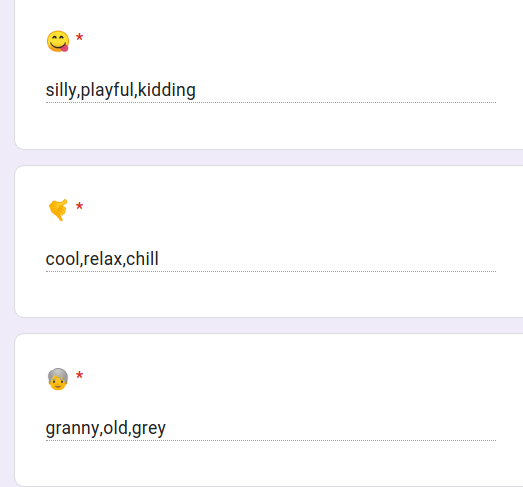 😋 *
silly,playful,kidding
🤙 *
cool,relax,chill
👵 *
granny,old,grey